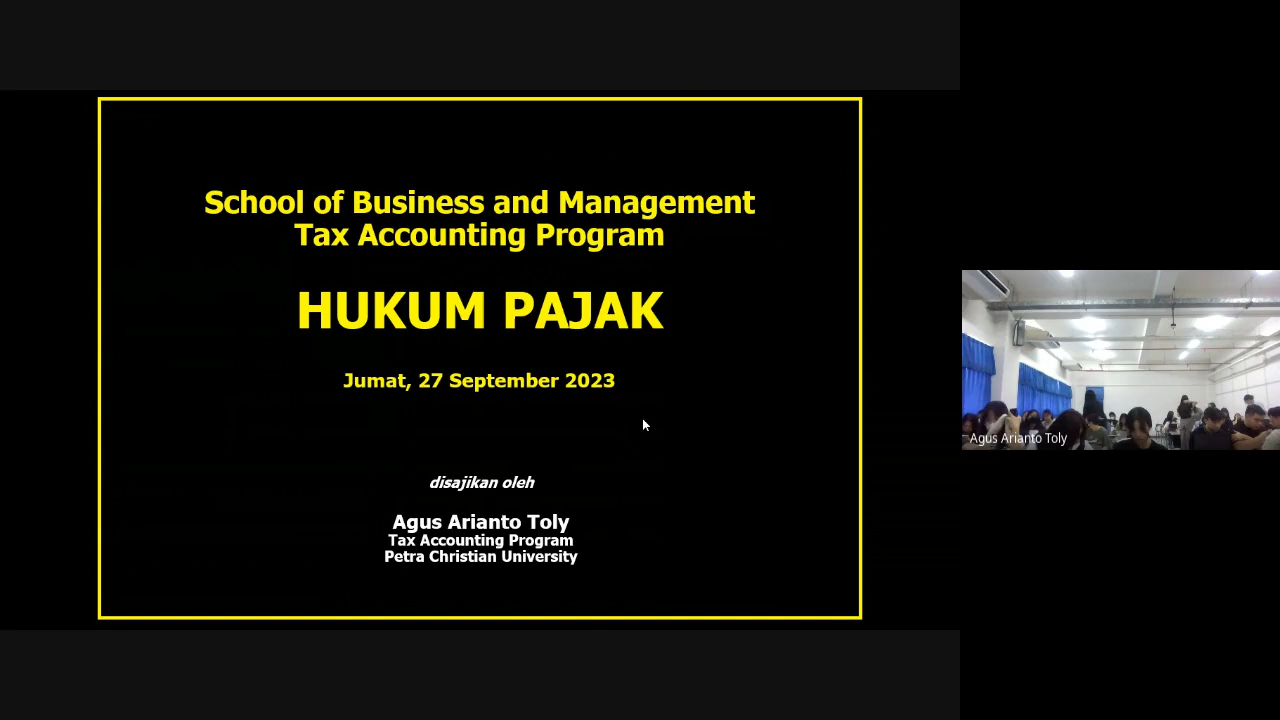 School of Business and Management
Tax Accounting Program
HUKUM PAJAK
Jumat, 27 September 2023
disajikan oleh
Agus Arianto Toly
Tax Accounting Program
Petra Christian University
Agus Arianto Toly